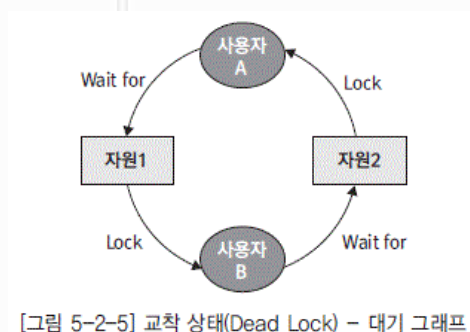 사용자
A
Wait for
Lock
자원1
자원2
Lock
사용자
B
Wait for
[그림 5-2-5] 교착 상태(Dead Lock) - 대기 그래프